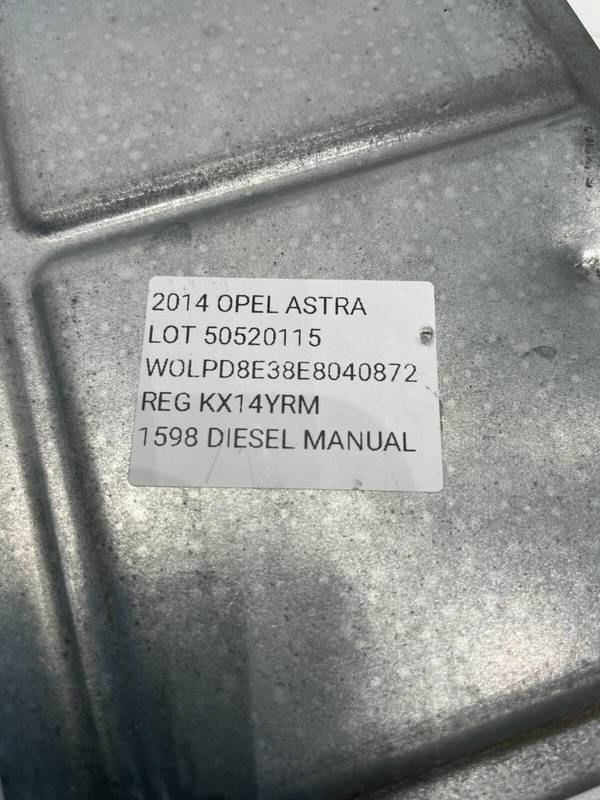 2014 OPEL ASTRA
LOT 50520115
WOLPD8E38E8040872
REG KX14YRM
1598 DIESEL MANUAL